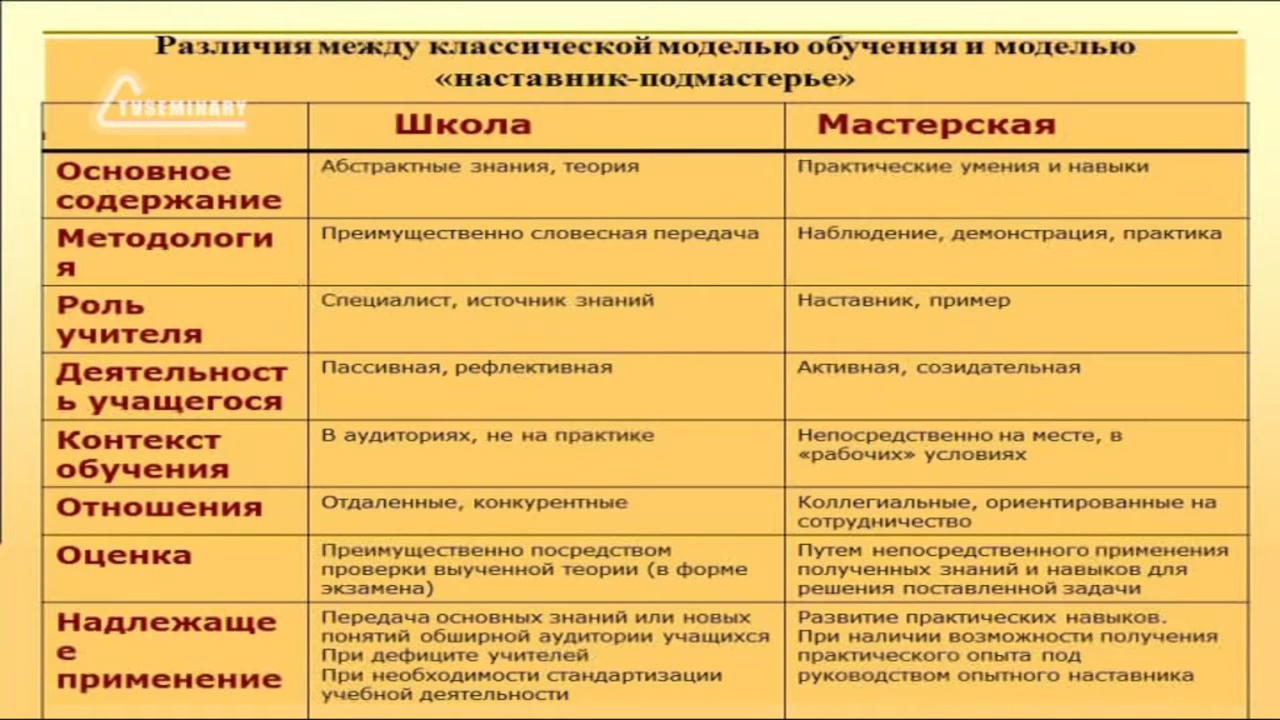 Различия между классической моделью обучения и моделью
«наставник-подмастерье»
TVSEMINARY
Школа
Мастерская
Основное
содержание
Абстрактные знания, теория
Практические умения и навыки
Методологи
я
Преимущественно словесная передача
Наблюдение, демонстрация, практика
Роль
учителя
Специалист, источник знаний
Наставник, пример
Деятельност
ь учащегося
Пассивная, рефлективная
Активная, созидательная
Контекст
обучения
В аудиториях, не на практике
Непосредственно на месте, в
«рабочих» условиях
Отношения
Отдаленные, конкурентные
Коллегиальные, ориентированные на
сотрудничество
Оценка
Преимущественно посредством
проверки выученной теории (в форме
экзамена)
Путем непосредственного применения
полученных знаний и навыков для
решения поставленной задачи
Надлежаще
е
применение
Передача основных знаний или новых
понятий обширной аудитории учащихся
При дефиците учителей
При необходимости стандартизации
учебной деятельности
Развитие практических навыков.
При наличии возможности получения
практического опыта под
руководством опытного наставника